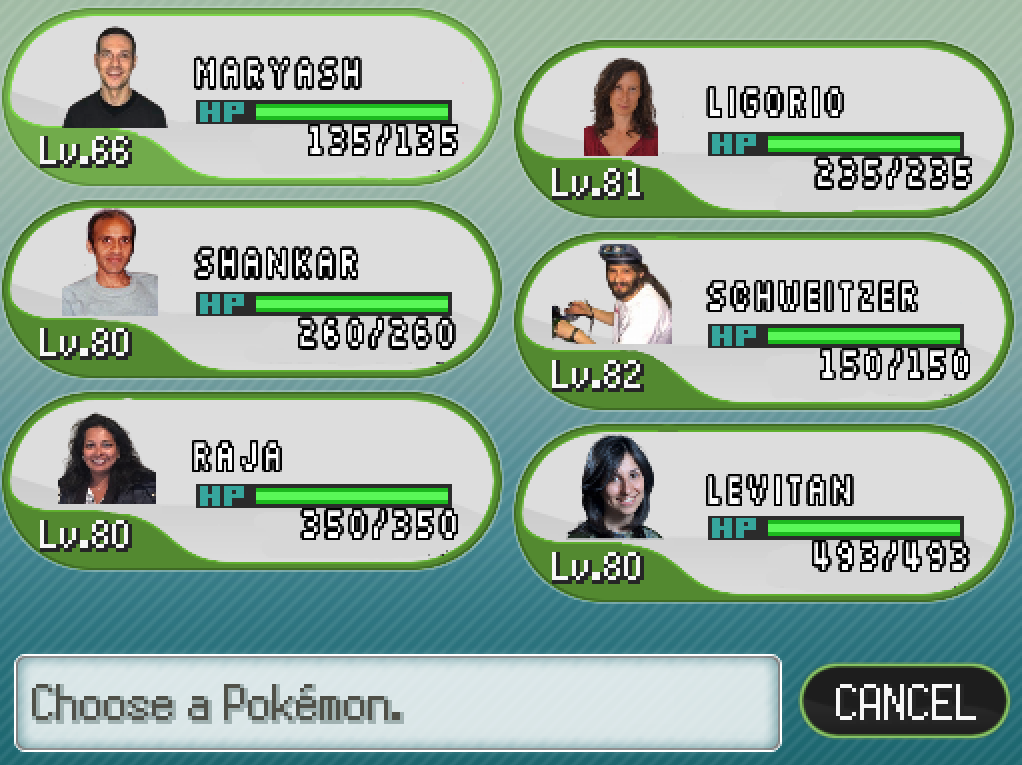 MARYASH
HP
135/135
Lv.66
LIGORIO
HP
235/235
Lv.81
SHANKAR
HP
260/260
Lv.80
SCHWEITZER
HP
150/150
Lv.82
RAJA
HP
350/350
Lv.80
LEVITAN
HP
493/493
Lv.80
Choose a Pokémon.
CANCEL